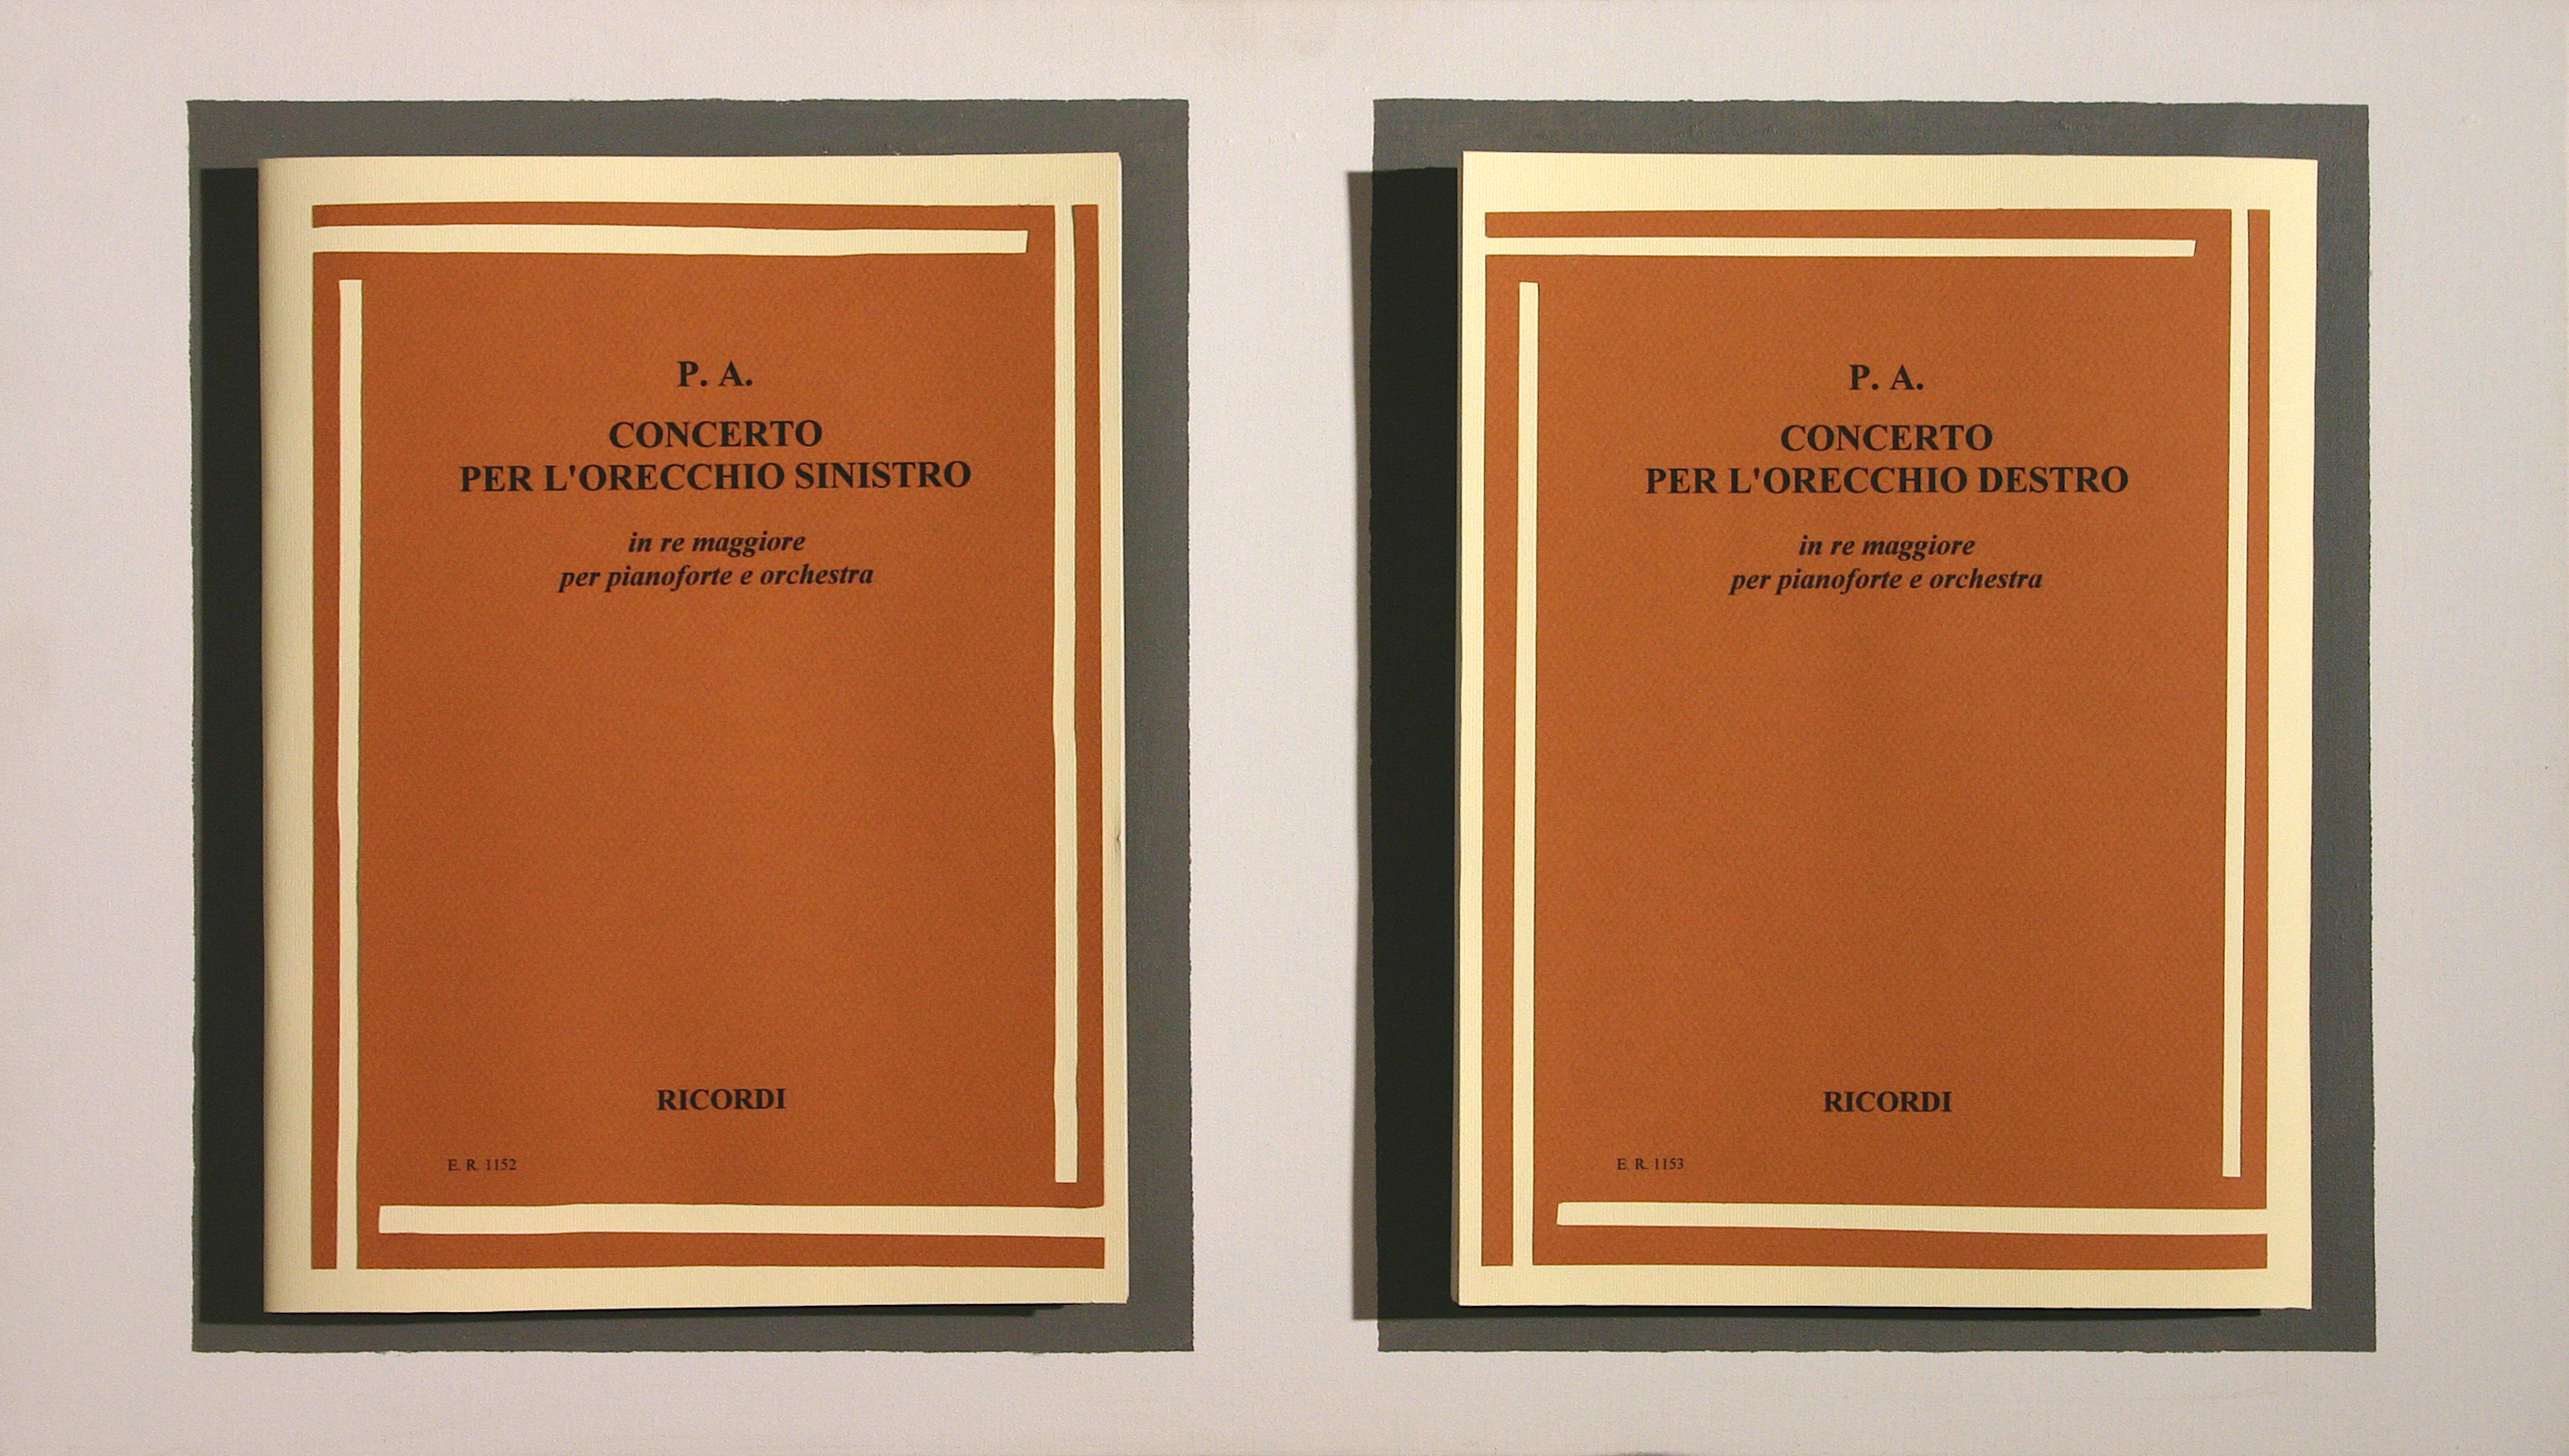 P. A.
CONCERTO
PER L'ORECCHIO SINISTRO
in re maggiore
per pianoforte e orchestra
RICORDI
E. R. 1152
P. A.
CONCERTO
PER L'ORECCHIO DESTRO
in re maggiore
per pianoforte e orchestra
RICORDI
E. R. 1153